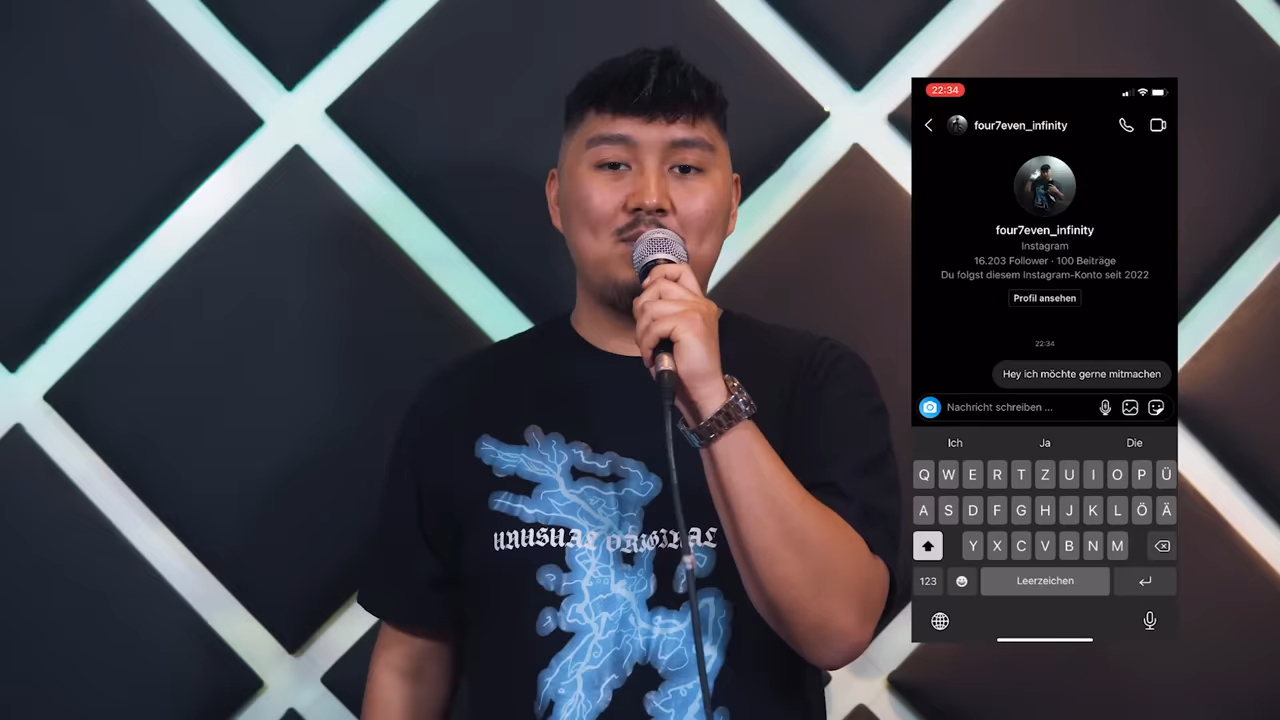 UNUSUAL ORIGINAL
22:34
four7even_infinity
four7even_infinity
Instagram
16.203 Follower · 100 Beiträge
Du folgst diesem Instagram-Konto seit 2022
Profil ansehen
22:34
Hey ich möchte gerne mitmachen
Nachricht schreiben ...
Ich Ja Die
Q W E R T Z U I O P Ü
A S D F G H J K L Ö Ä
Y X C V B N M
123 Leerzeichen